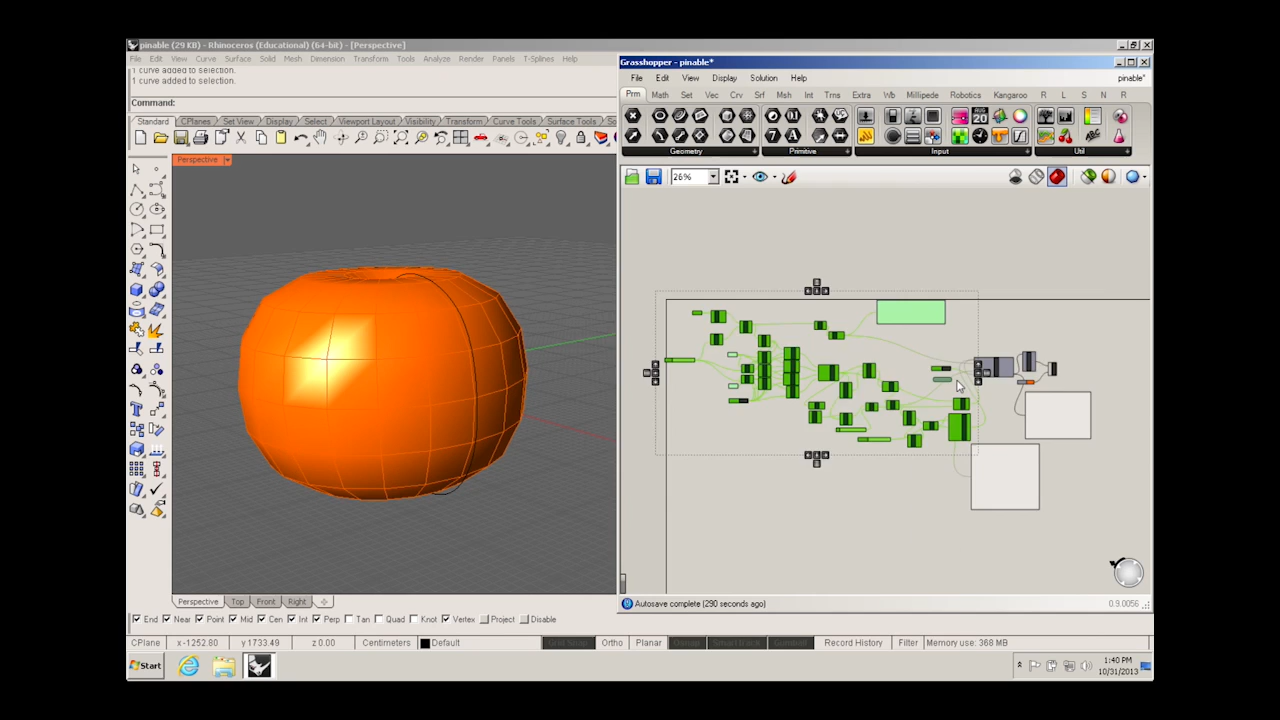 pinable (29 KB) - Rhinoceros (Educational) (64-bit) - [Perspective]
File Edit View Curve Surface Solid Mesh Dimension Transform Tools Analyze Render Panels T-Splines Help
1 curve added to selection.
1 curve added to selection.
Command:
Standard CPlanes Set View Display Select Viewport Layout Visibility Transform Curve Tools Surface Tools So
Perspective
Grasshopper - pinable*
File Edit View Display Solution Help pinable*
Prm Math Set Vec Crv Srf Msh Int Trns Extra Wb Millipede Robotics Kangaroo R L S N R
Geometry Primitive Input Util
26%
Autosave complete (290 seconds ago) 0.9.0056
Perspective Top Front Right
End Near Point Mid Cen Int Perp Tan Quad Knot Vertex Project Disable
CPlane x-1252.80 y 1733.49 z 0.00 Centimeters Default Grid Snap Ortho Planar Osnap SmartTrack Gumball Record History Filter Memory use: 368 MB
Start
1:40 PM
10/31/2013